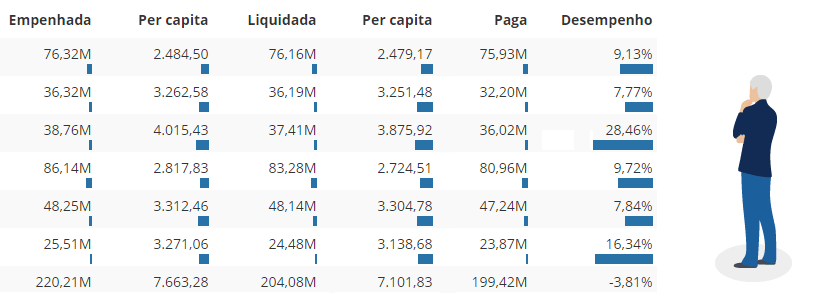 Empenhada Per capita Liquidada Per capita Paga Desempenho
76,32M 2.484,50 76,16M 2.479,17 75,93M 9,13%
36,32M 3.262,58 36,19M 3.251,48 32,20M 7,77%
38,76M 4.015,43 37,41M 3.875,92 36,02M 28,46%
86,14M 2.817,83 83,28M 2.724,51 80,96M 9,72%
48,25M 3.312,46 48,14M 3.304,78 47,24M 7,84%
25,51M 3.271,06 24,48M 3.138,68 23,87M 16,34%
220,21M 7.663,28 204,08M 7.101,83 199,42M -3,81%